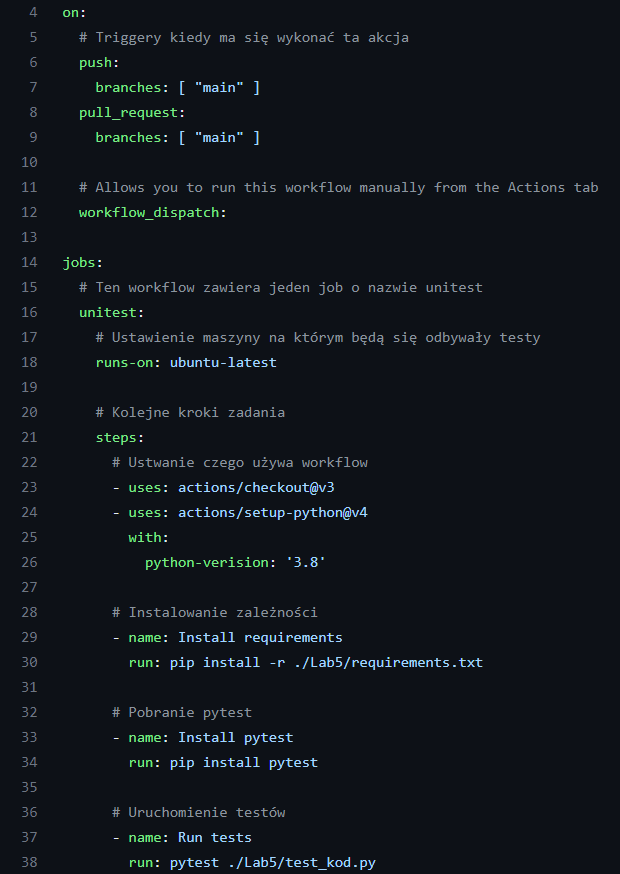 4 on:
5 # Triggery kiedy ma się wykonać ta akcja
6 push:
7 branches: [ "main" ]
8 pull_request:
9 branches: [ "main" ]
10
11 # Allows you to run this workflow manually from the Actions tab
12 workflow_dispatch:
13
14 jobs:
15 # Ten workflow zawiera jeden job o nazwie unitest
16 unitest:
17 # Ustawienie maszyny na którym będą się odbywały testy
18 runs-on: ubuntu-latest
19
20 # Kolejne kroki zadania
21 steps:
22 # Ustwanie czego używa workflow
23 - uses: actions/checkout@v3
24 - uses: actions/setup-python@v4
25 with:
26 python-verision: '3.8'
27
28 # Instalowanie zależności
29 - name: Install requirements
30 run: pip install -r ./Lab5/requirements.txt
31
32 # Pobranie pytest
33 - name: Install pytest
34 run: pip install pytest
35
36 # Uruchomienie testów
37 - name: Run tests
38 run: pytest ./Lab5/test_kod.py